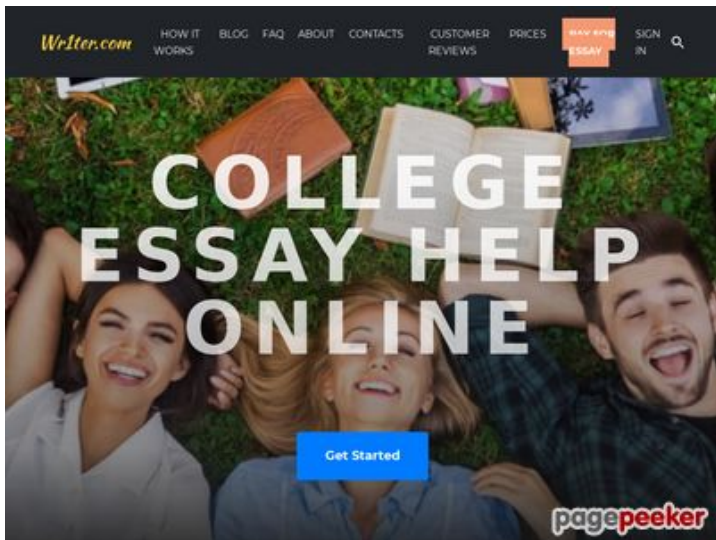 Wr1ter.com
HOW IT
WORKS
BLOG
FAQ
ABOUT
CONTACTS
CUSTOMER
REVIEWS
PRICES
ESSAY
SIGN
IN
COLLEGE
ESSAY HELP
ONLINE
Get Started
pagepeeker